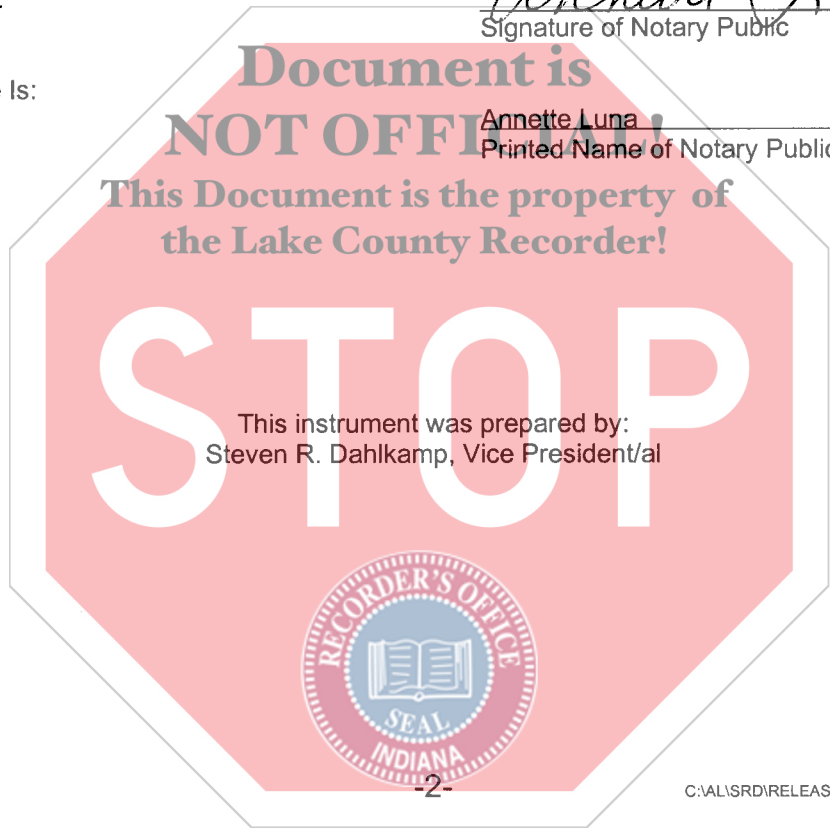 Signature of Notary Public
Document is
Is:
NOT OFFICIAL!
Annette Luna
Printed Name of Notary Public
This Document is the property of
the Lake County Recorder!
STOP
This instrument was prepared by:
Steven R. Dahlkamp, Vice President/al
RECORDER'S OFFICE
SEAL
INDIANA
-2-
C:\AL\SRD\RELEAS